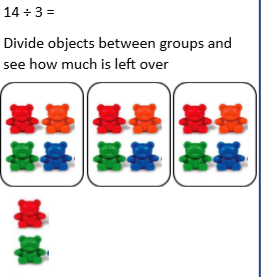 14 ÷ 3 =
Divide objects between groups and
see how much is left over